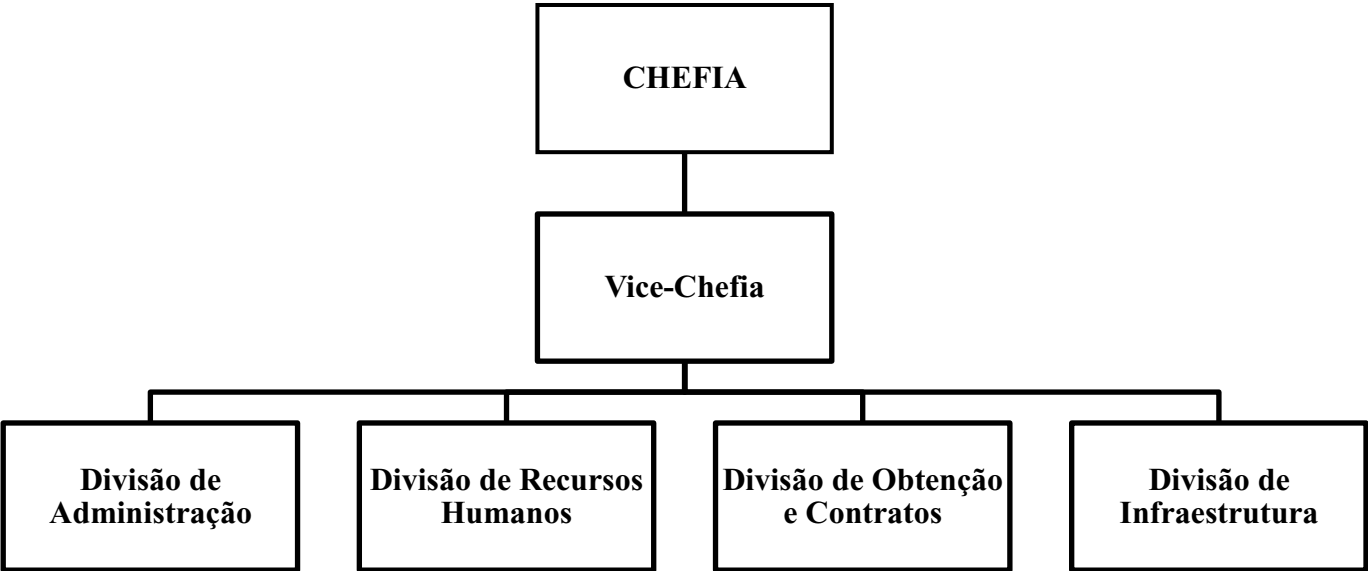 CHEFIA
Vice-Chefia
Divisão de
Administração
Divisão de Recursos
Humanos
Divisão de Obtenção
e Contratos
Divisão de
Infraestrutura